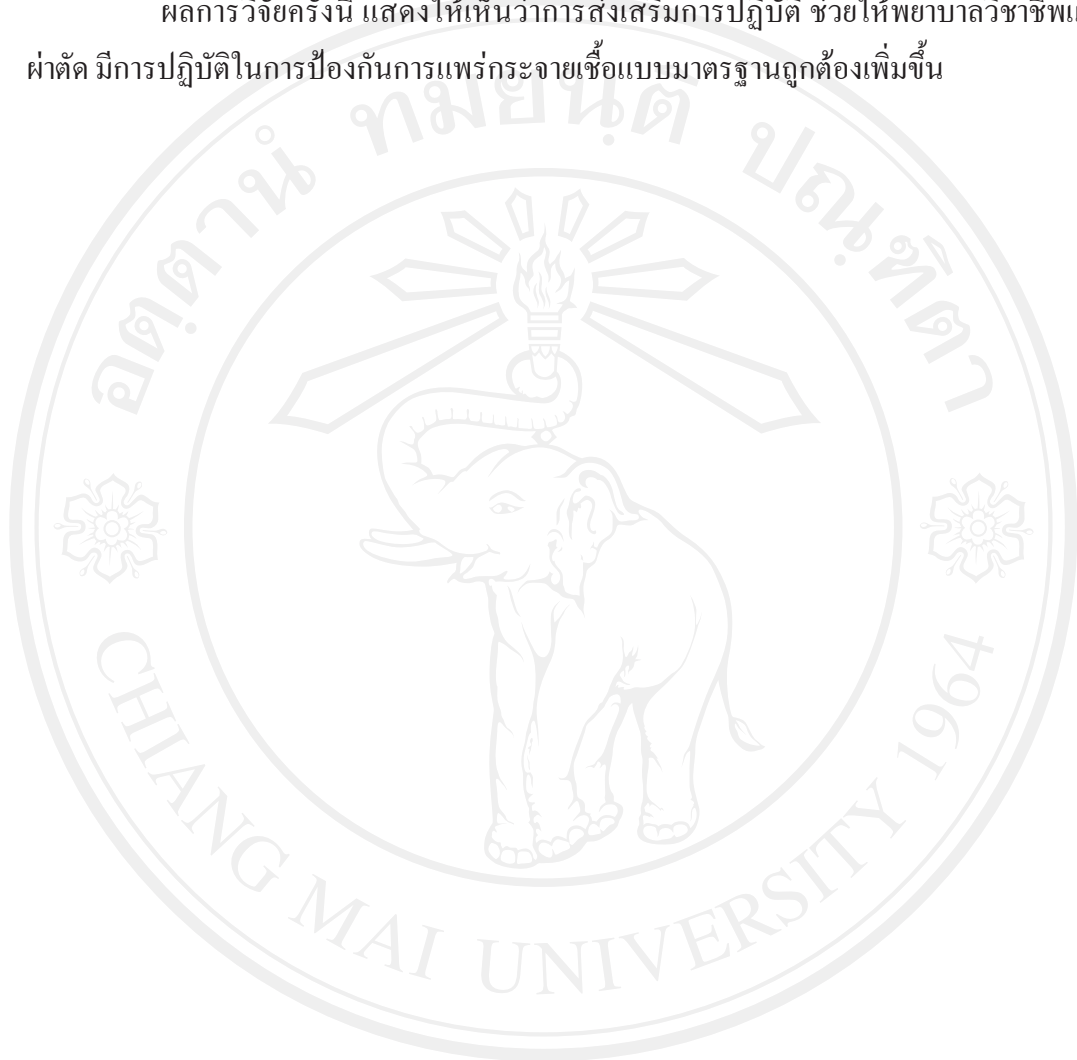 ผลการวิจัยครั้งนี้ แสดงให้เห็นว่าการส่งเสริมการปฏิบัติ ช่วยให้พยาบาลวิชาชีพแ
ผ่าตัด มีการปฏิบัติในการป้องกันการแพร่กระจายเชื้อแบบมาตรฐานถูกต้องเพิ่มขึ้น
อตฺตานํ ทมยนฺติ ปณฺฑิตา
CHIANG MAI UNIVERSITY 1964